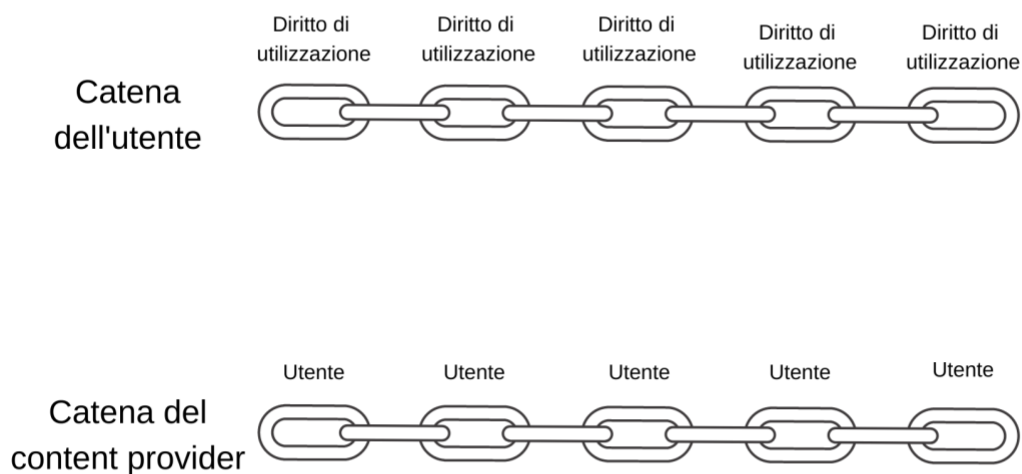 Diritto di
utilizzazione
Diritto di
utilizzazione
Diritto di
utilizzazione
Diritto di
utilizzazione
Diritto di
utilizzazione
Catena
dell'utente
Utente
Utente
Utente
Utente
Utente
Catena del
content provider